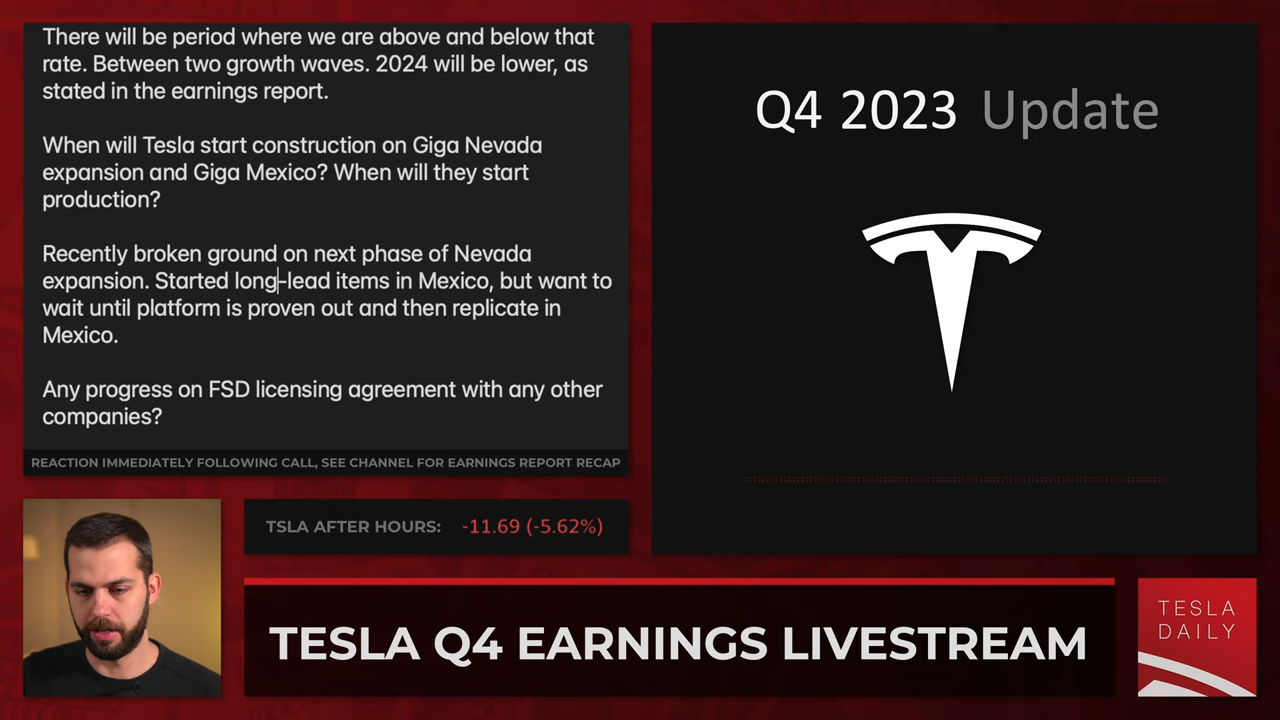 There will be period where we are above and below that
rate. Between two growth waves. 2024 will be lower, as
stated in the earnings report.
When will Tesla start construction on Giga Nevada
expansion and Giga Mexico? When will they start
production?
Recently broken ground on next phase of Nevada
expansion. Started long-lead items in Mexico, but want to
wait until platform is proven out and then replicate in
Mexico.
Any progress on FSD licensing agreement with any other
companies?
REACTION IMMEDIATELY FOLLOWING CALL, SEE CHANNEL FOR EARNINGS REPORT RECAP
Q4 2023 Update
TSLA AFTER HOURS: -11.69 (-5.62%)
TESLA Q4 EARNINGS LIVESTREAM
TESLA
DAILY